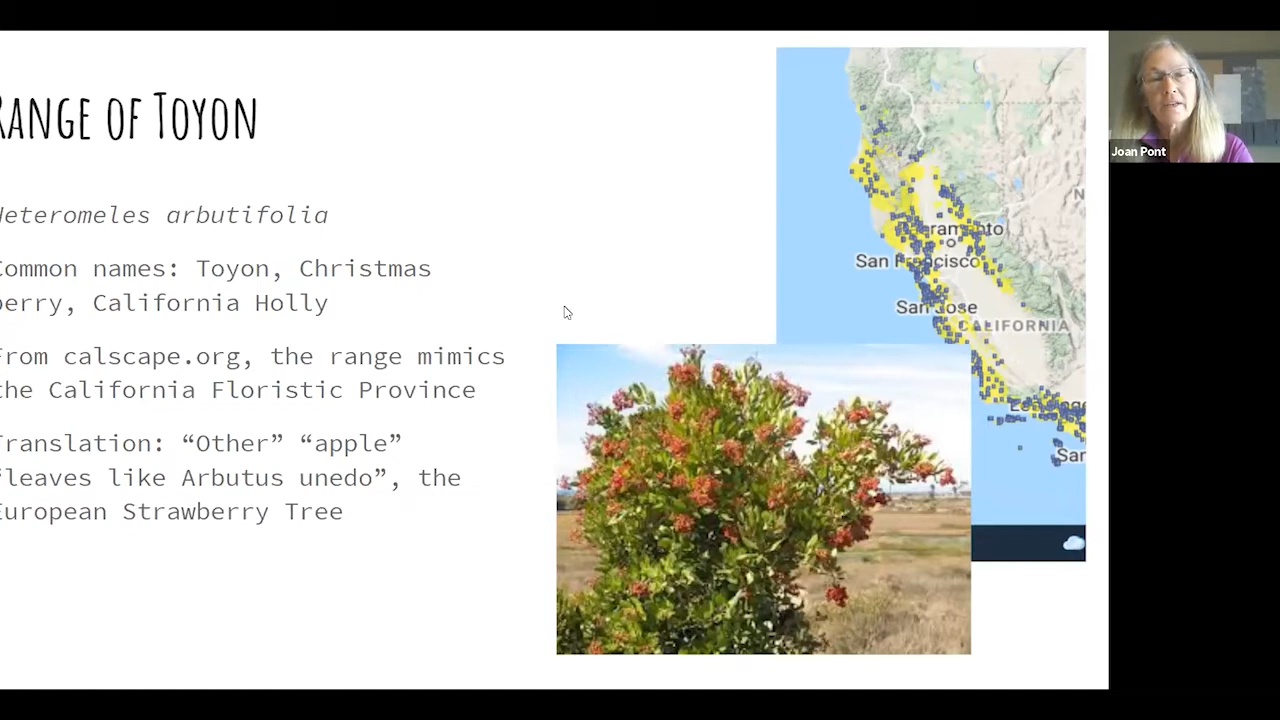 RANGE OF TOYON
Heteromeles arbutifolia
Common names: Toyon, Christmas
berry, California Holly
From calscape.org, the range mimics
the California Floristic Province
Translation: “Other” “apple”
“leaves like Arbutus unedo”, the
European Strawberry Tree
Sacramento
San Francisco
San Jose
CALIFORNIA
San
Joan Pont